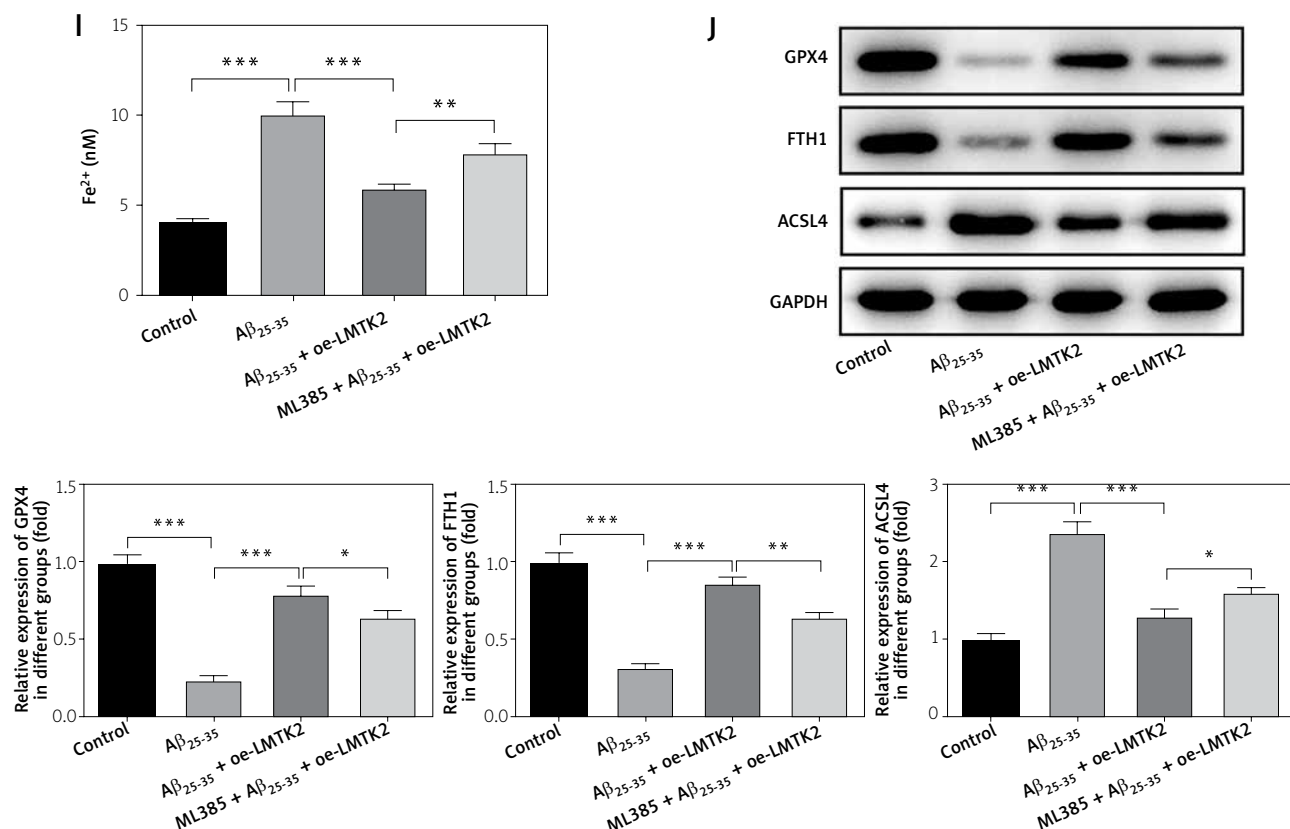 I
Fe²⁺ (nM)
15
10
5
0
***
***
**
Control
Aβ₂₅₋₃₅
Aβ₂₅₋₃₅ + oe-LMTK2
ML385 + Aβ₂₅₋₃₅ + oe-LMTK2
J
GPX4
FTH1
ACSL4
GAPDH
Control
Aβ₂₅₋₃₅
Aβ₂₅₋₃₅ + oe-LMTK2
ML385 + Aβ₂₅₋₃₅ + oe-LMTK2
Relative expression of GPX4
in different groups (fold)
1.5
1.0
0.5
0.0
***
***
*
Control
Aβ₂₅₋₃₅
Aβ₂₅₋₃₅ + oe-LMTK2
ML385 + Aβ₂₅₋₃₅ + oe-LMTK2
Relative expression of FTH1
in different groups (fold)
1.5
1.0
0.5
0.0
***
***
**
Control
Aβ₂₅₋₃₅
Aβ₂₅₋₃₅ + oe-LMTK2
ML385 + Aβ₂₅₋₃₅ + oe-LMTK2
Relative expression of ACSL4
in different groups (fold)
3
2
1
0
***
***
*
Control
Aβ₂₅₋₃₅
Aβ₂₅₋₃₅ + oe-LMTK2
ML385 + Aβ₂₅₋₃₅ + oe-LMTK2